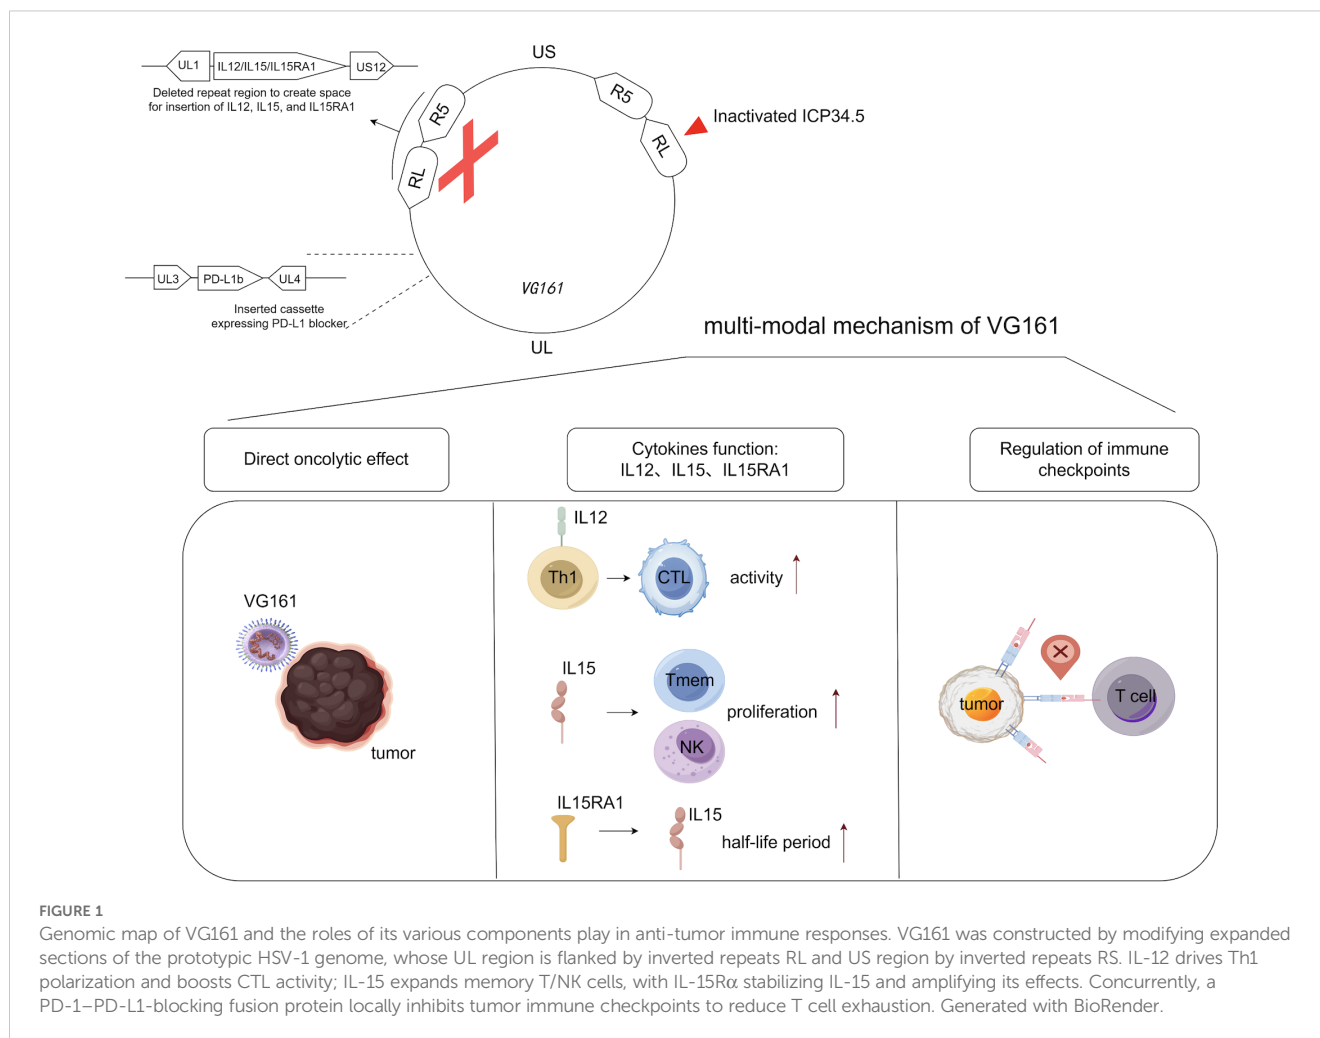 US
UL1 IL12/IL15/IL15RA1 US12
Deleted repeat region to create space
for insertion of IL12, IL15, and IL15RA1
R5
R5
RL
RL
Inactivated ICP34.5
UL3 PD-L1b UL4
Inserted cassette
expressing PD-L1 blocker
VG161
UL
multi-modal mechanism of VG161
Direct oncolytic effect
Cytokines function:
IL12、IL15、IL15RA1
Regulation of immune
checkpoints
VG161
tumor
IL12
Th1 CTL activity
IL15
Tmem
proliferation
NK
IL15RA1
IL15
half-life period
tumor
T cell
FIGURE 1
Genomic map of VG161 and the roles of its various components play in anti-tumor immune responses. VG161 was constructed by modifying expanded
sections of the prototypic HSV-1 genome, whose UL region is flanked by inverted repeats RL and US region by inverted repeats RS. IL-12 drives Th1
polarization and boosts CTL activity; IL-15 expands memory T/NK cells, with IL-15Rα stabilizing IL-15 and amplifying its effects. Concurrently, a
PD-1–PD-L1-blocking fusion protein locally inhibits tumor immune checkpoints to reduce T cell exhaustion. Generated with BioRender.